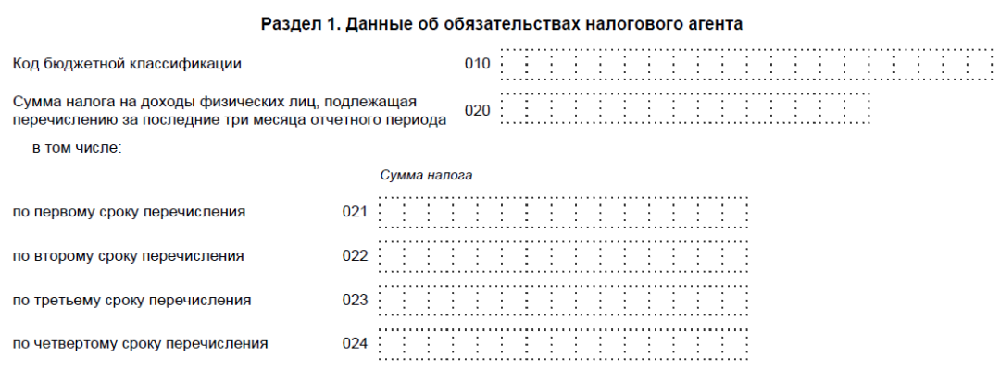 Раздел 1. Данные об обязательствах налогового агента
Код бюджетной классификации 010
Сумма налога на доходы физических лиц, подлежащая
перечислению за последние три месяца отчетного периода 020
в том числе:
Сумма налога
по первому сроку перечисления 021
по второму сроку перечисления 022
по третьему сроку перечисления 023
по четвертому сроку перечисления 024